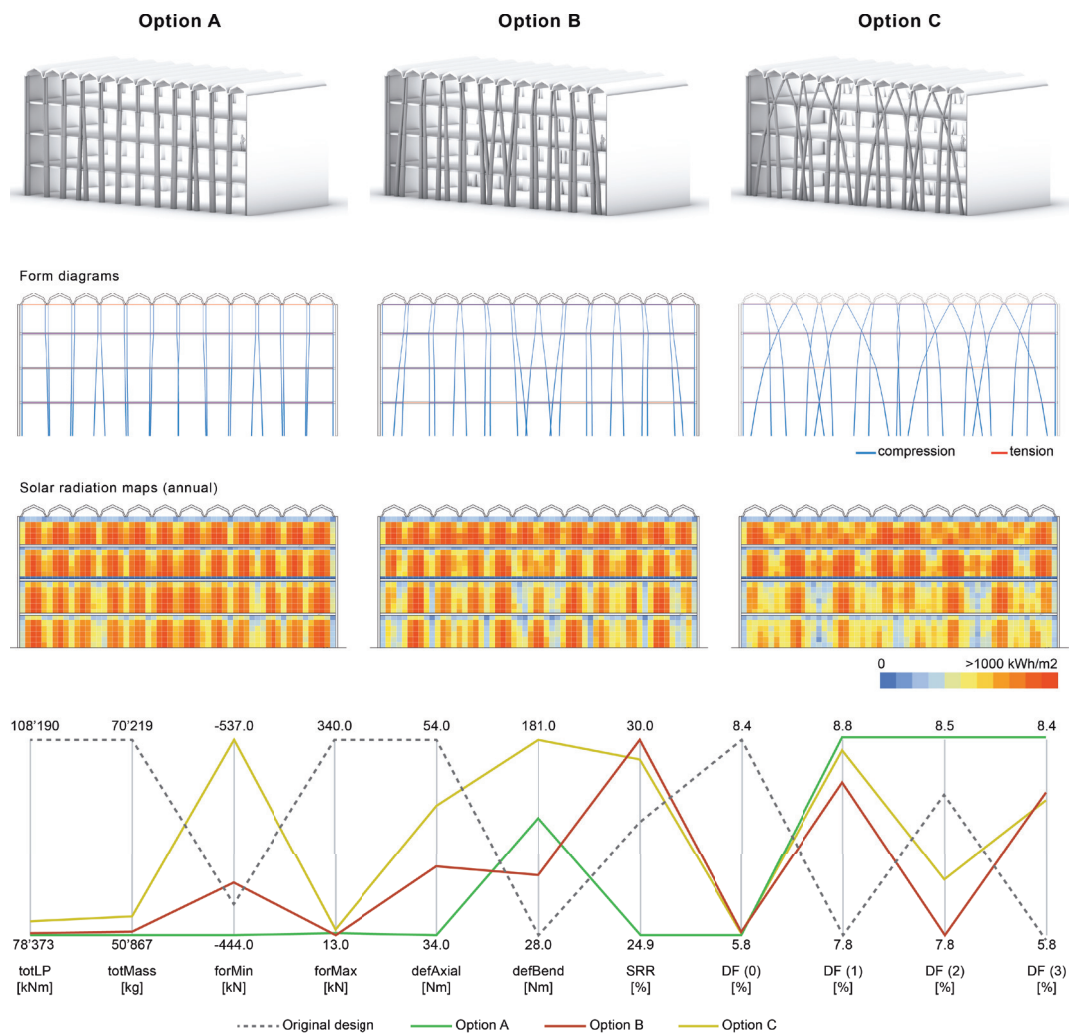 Option A Option B Option C
Form diagrams
compression tension
Solar radiation maps (annual)
0 >1000 kWh/m2
108'190 70'219 -537.0 340.0 54.0 181.0 30.0 8.4 8.8 8.5 8.4
78'373 50'867 -444.0 13.0 34.0 28.0 24.9 5.8 7.8 7.8 5.8
totLP totMass forMin forMax defAxial defBend SRR DF (0) DF (1) DF (2) DF (3)
[kNm] [kg] [kN] [kN] [Nm] [Nm] [%] [%] [%] [%] [%]
Original design Option A Option B Option C